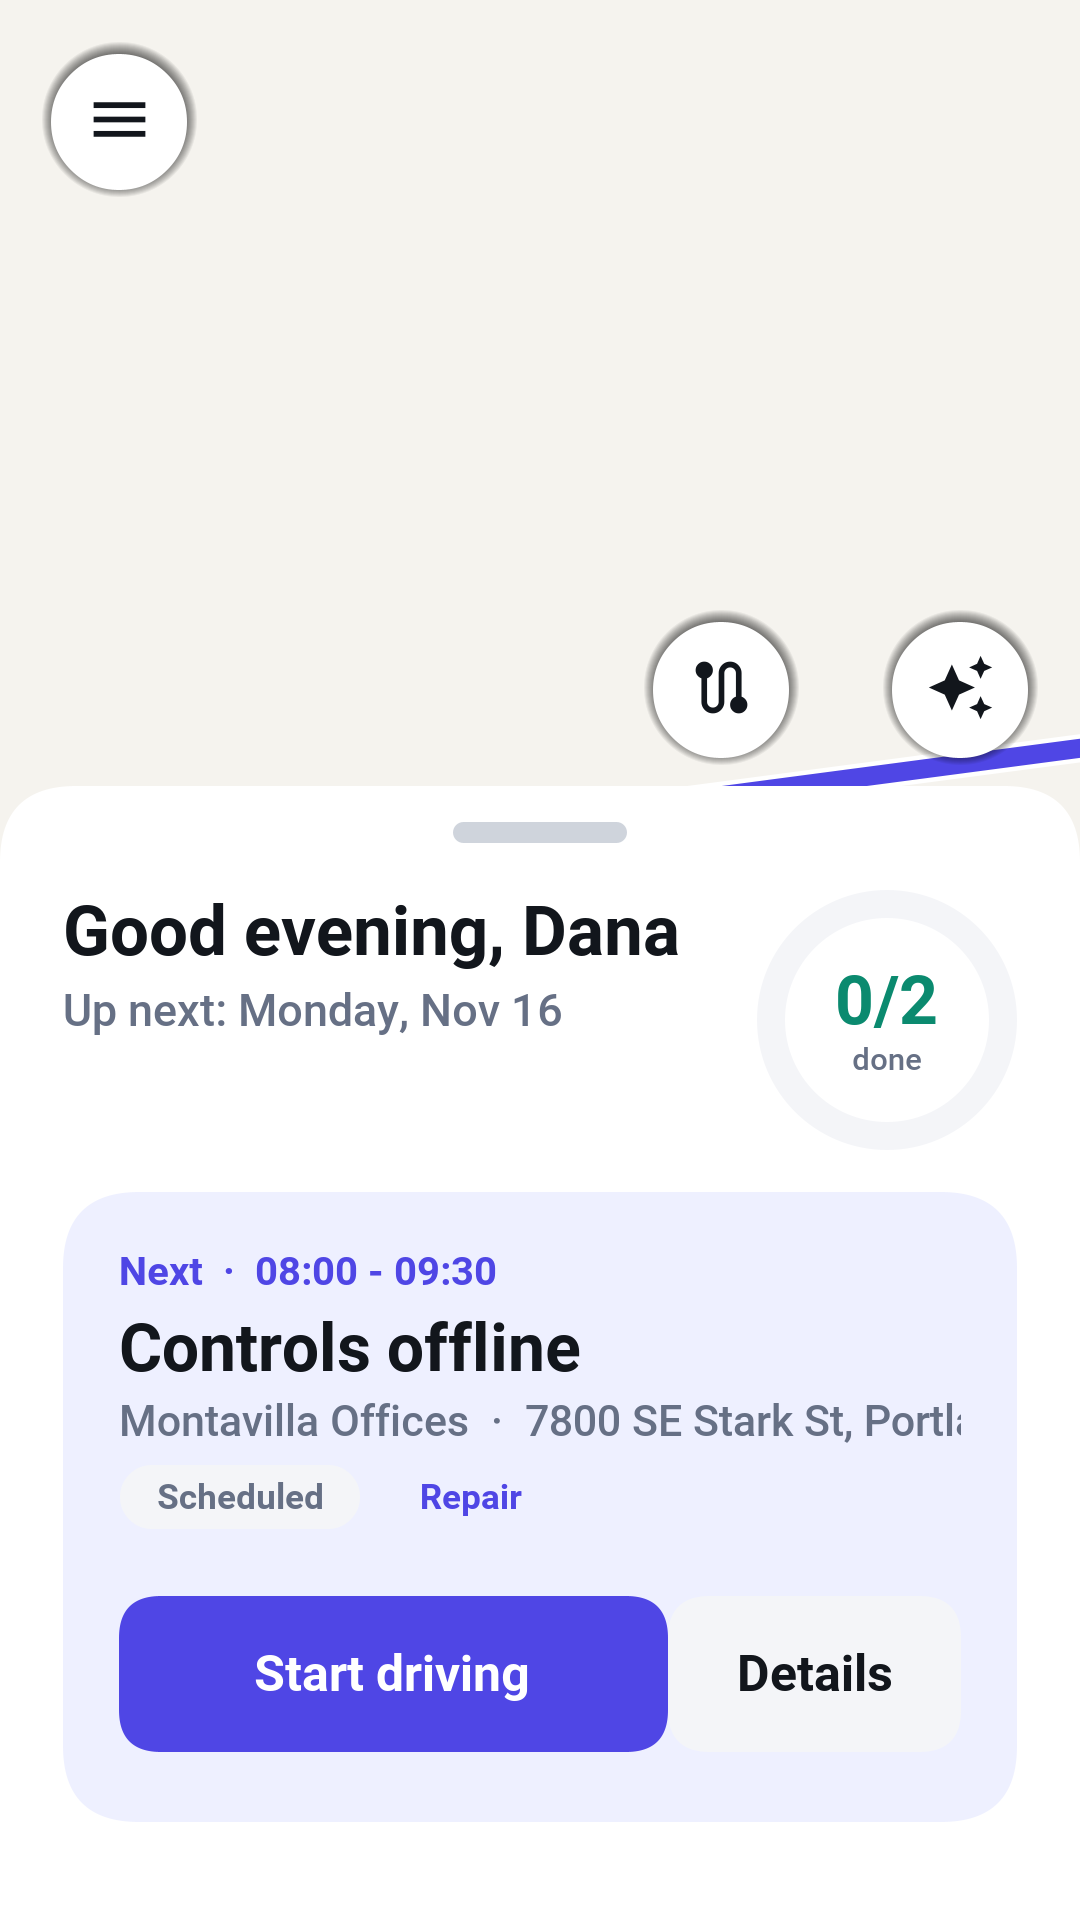 Good evening, Dana
Up next: Monday, Nov 16
0/2
done
Next · 08:00 - 09:30
Controls offline
Montavilla Offices · 7800 SE Stark St, Portla
Scheduled
Repair
Start driving
Details